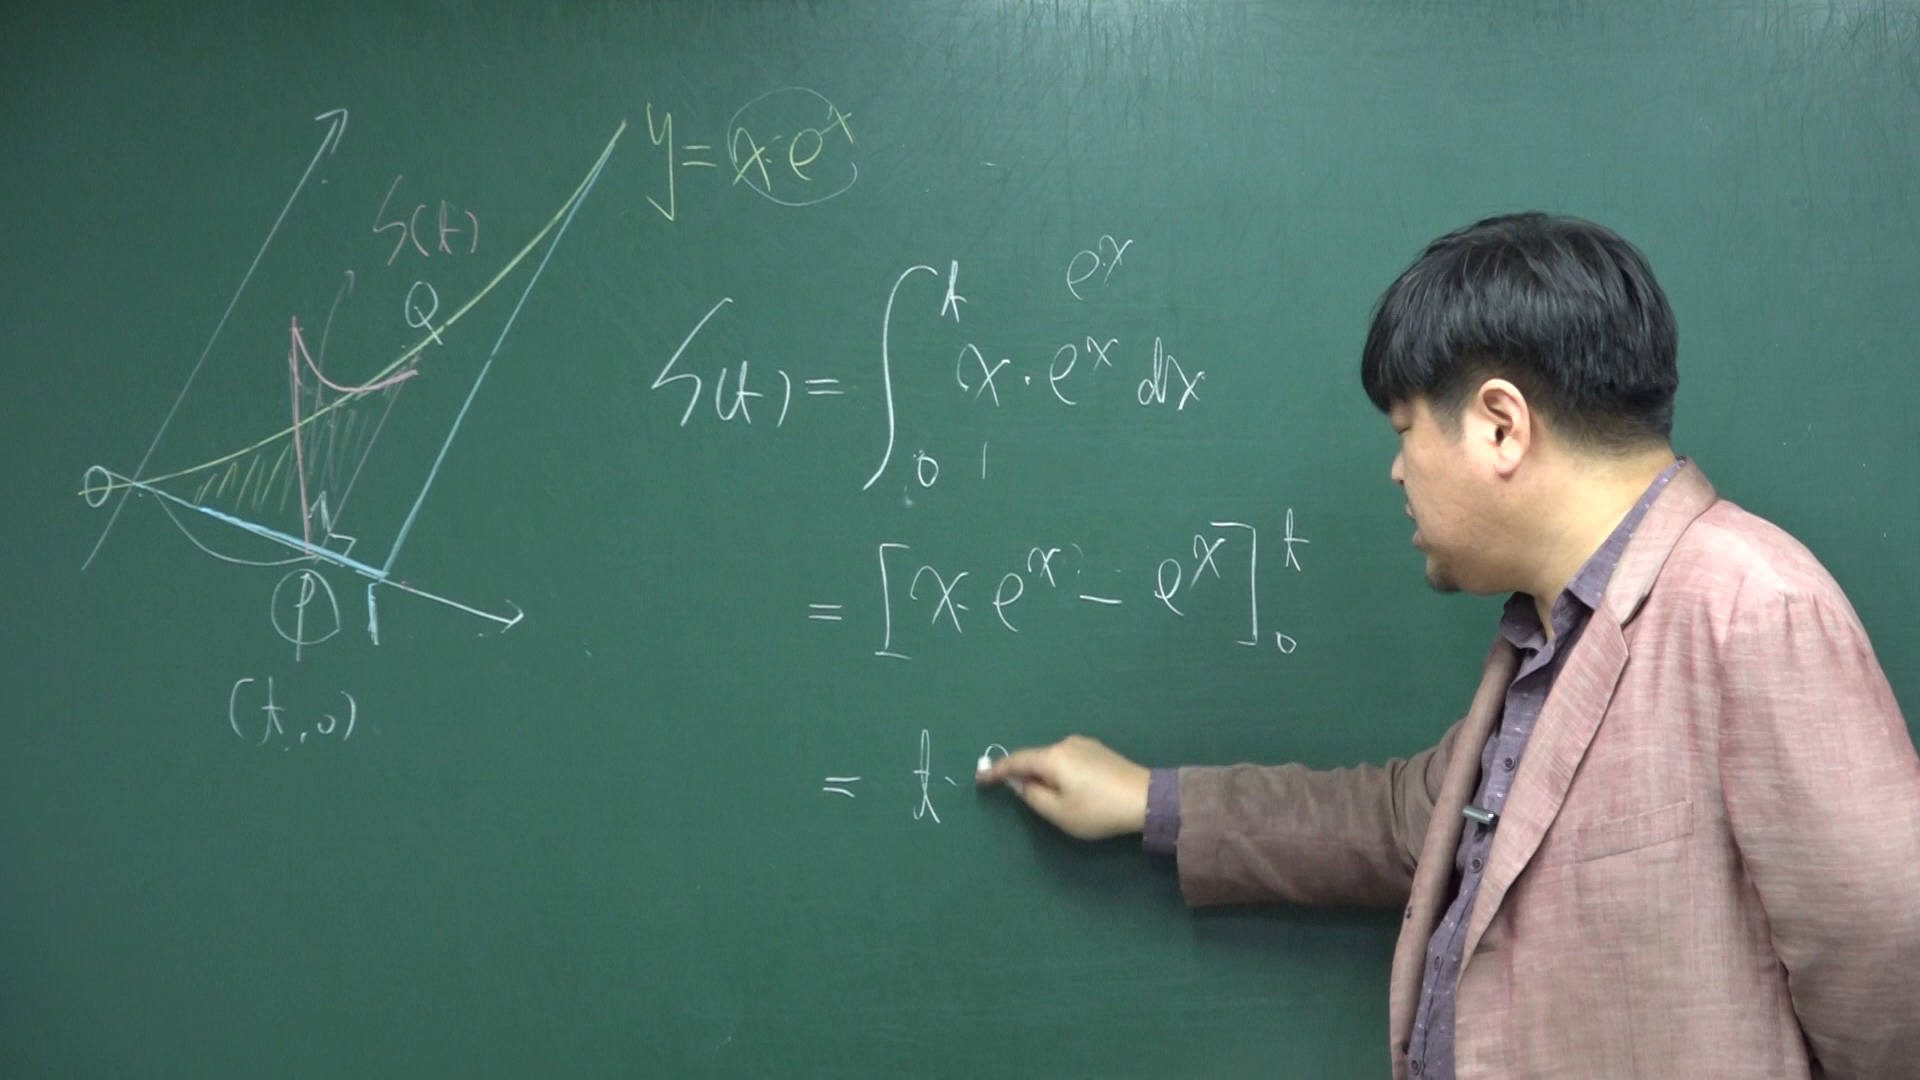 y = x·e^x
S(t)
Q
O
P
1
(t, 0)
e^x
S(t) = ∫_0^t x·e^x dx
1
= [x·e^x − e^x]_0^t
= t·e